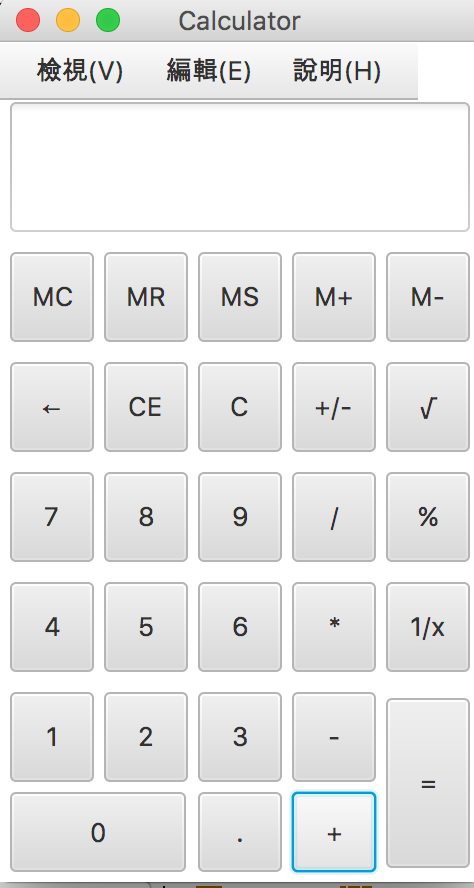 Calculator
檢視(V) 編輯(E) 說明(H)
MC MR MS M+ M-
← CE C +/- √
7 8 9 / %
4 5 6 * 1/x
1 2 3 - =
0 . +